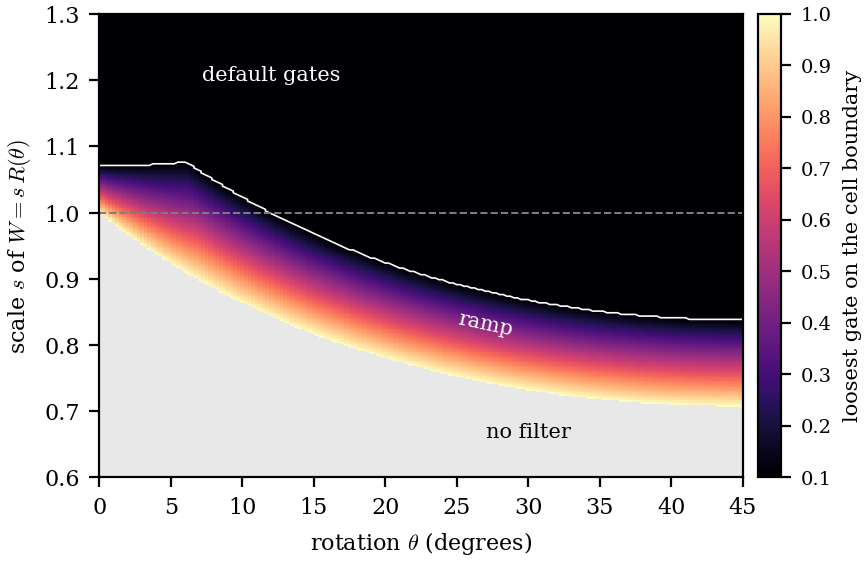 1.3
1.2
1.1
1.0
0.9
0.8
0.7
0.6
scale s of W = s R(θ)
default gates
ramp
no filter
0 5 10 15 20 25 30 35 40 45
rotation θ (degrees)
1.0
0.9
0.8
0.7
0.6
0.5
0.4
0.3
0.2
0.1
loosest gate on the cell boundary